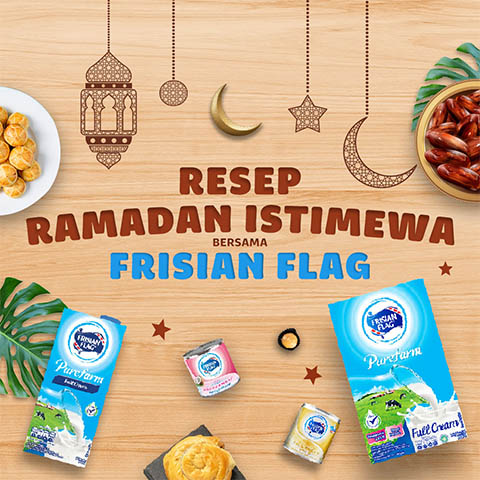 RESEP
RAMADAN ISTIMEWA
BERSAMA
FRISIAN FLAG
FRISIAN
FLAG
Purefarm
FRISIAN
FLAG
Purefarm
Full Cream